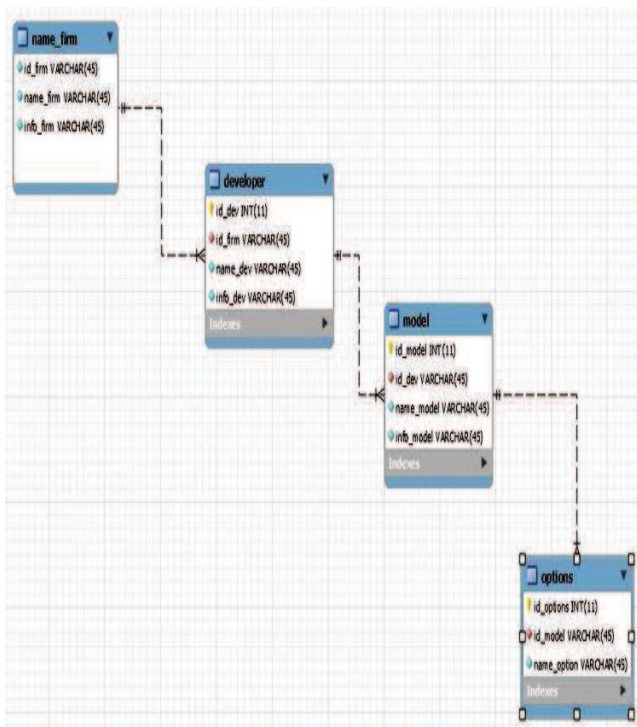 name_firm
id_firm VARCHAR(45)
name_firm VARCHAR(45)
info_firm VARCHAR(45)
developer
id_dev INT(11)
id_firm VARCHAR(45)
name_dev VARCHAR(45)
info_dev VARCHAR(45)
Indexes
model
id_model INT(11)
id_dev VARCHAR(45)
name_model VARCHAR(45)
info_model VARCHAR(45)
Indexes
options
id_options INT(11)
id_model VARCHAR(45)
name_option VARCHAR(45)
Indexes